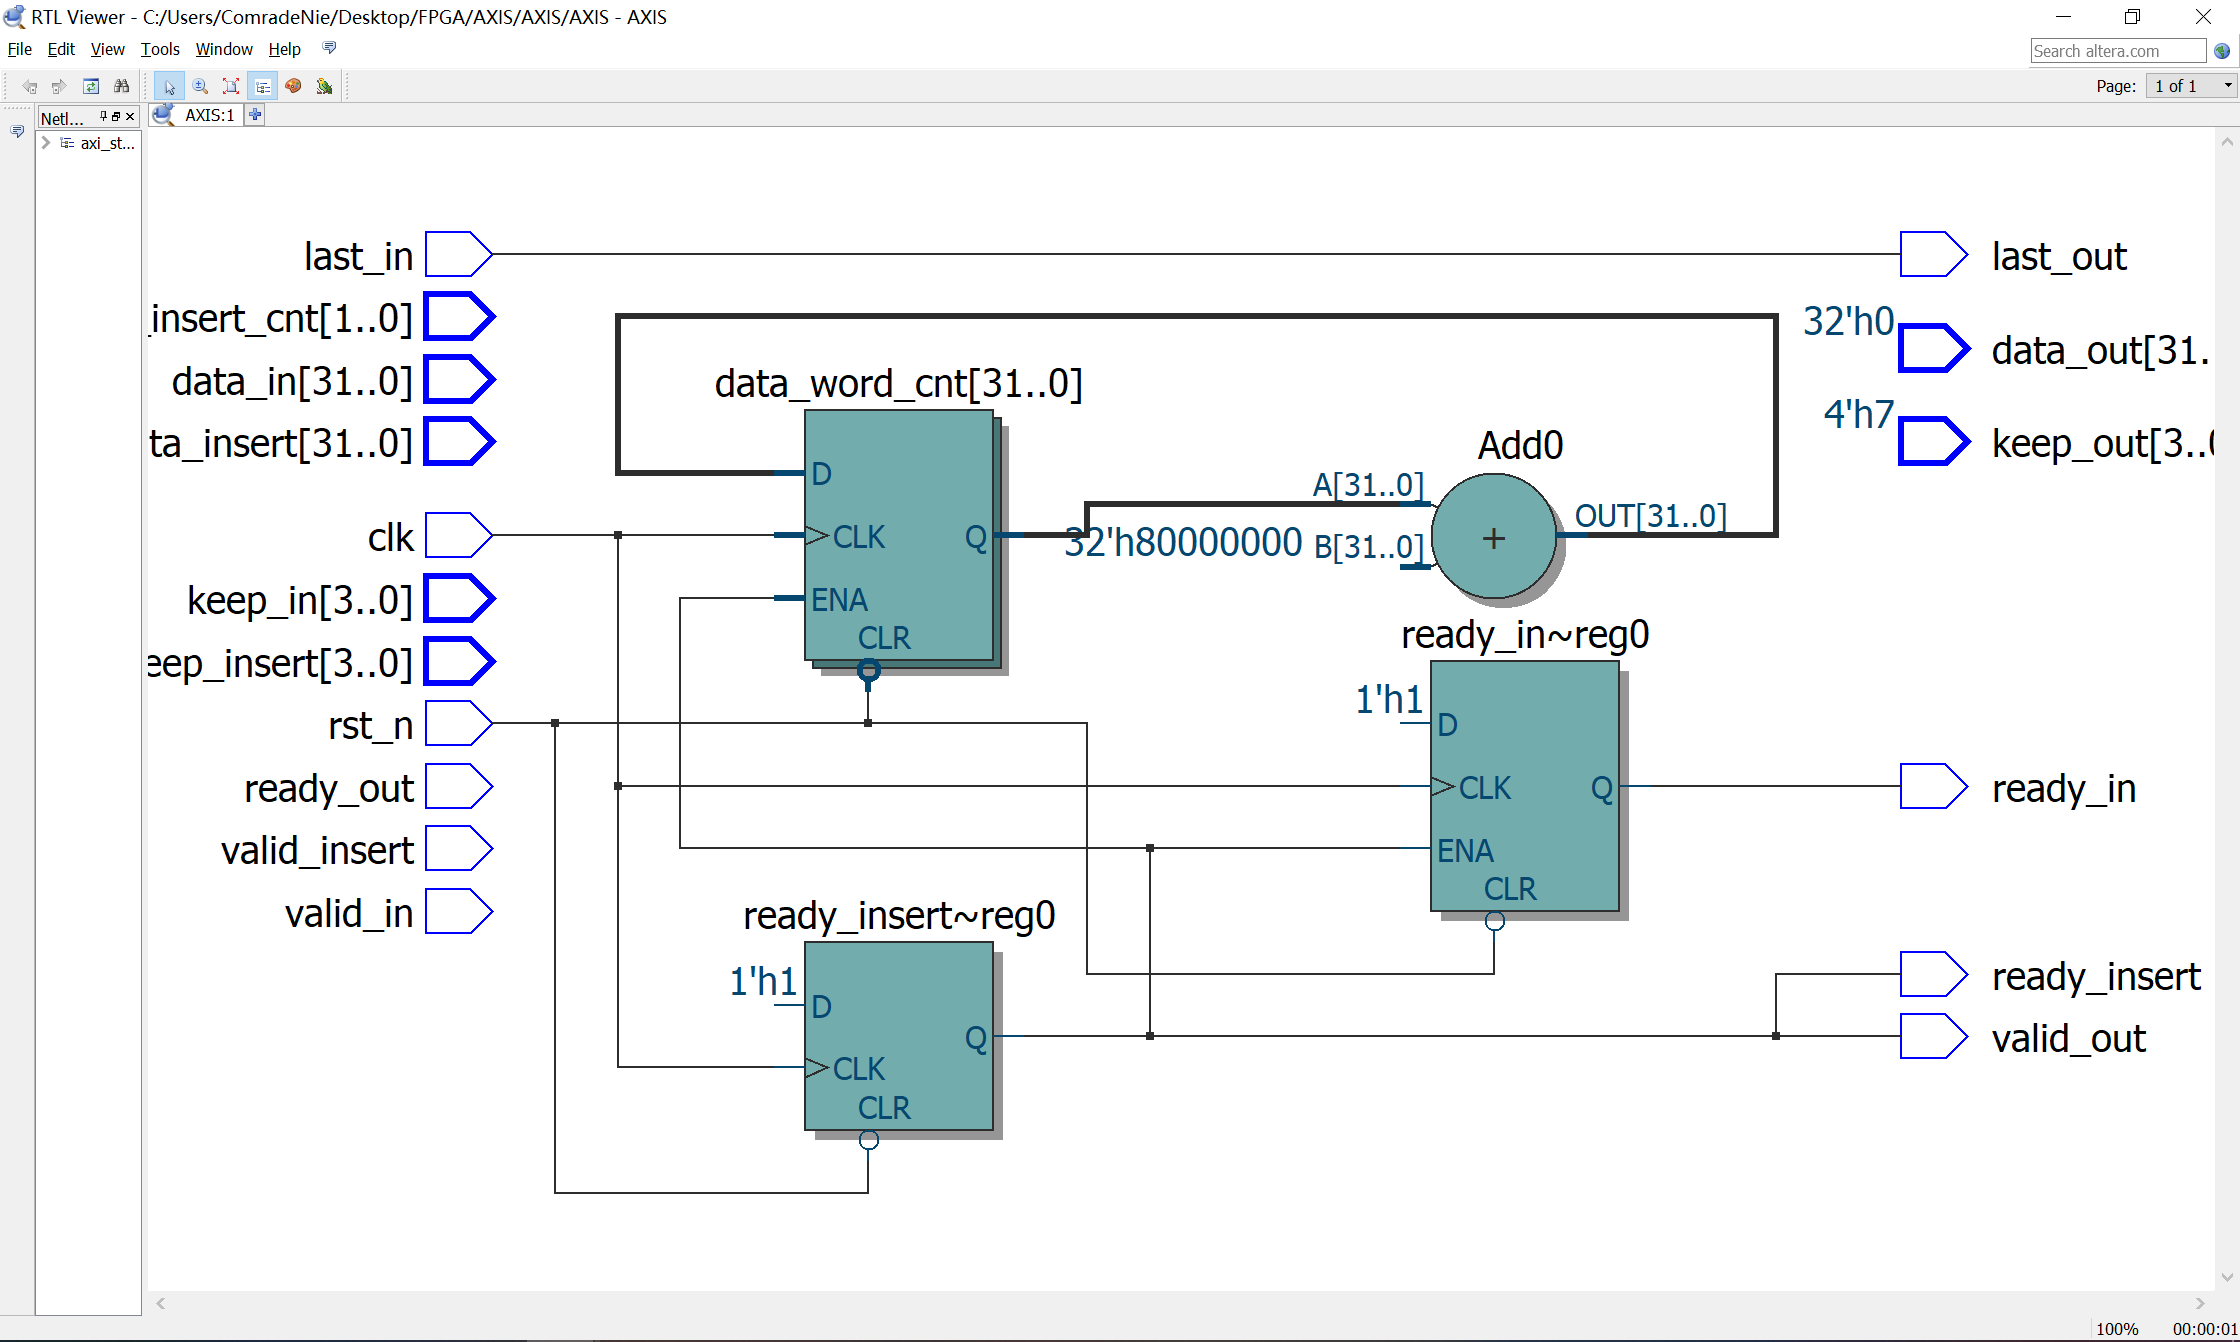 RTL Viewer - C:/Users/ComradeNie/Desktop/FPGA/AXIS/AXIS/AXIS - AXIS
File Edit View Tools Window Help
Search altera.com
Page: 1 of 1
Netl...
AXIS:1
axi_st...
last_in
last_out
_insert_cnt[1..0]
32'h0
data_in[31..0]
data_out[31.
ta_insert[31..0]
4'h7
keep_out[3..0
data_word_cnt[31..0]
D
CLK
Q
ENA
CLR
Add0
A[31..0]
32'h80000000
B[31..0]
+
OUT[31..0]
clk
keep_in[3..0]
eep_insert[3..0]
rst_n
ready_out
valid_insert
valid_in
ready_in~reg0
1'h1
D
CLK
Q
ENA
CLR
ready_in
ready_insert~reg0
1'h1
D
Q
CLK
CLR
ready_insert
valid_out
100% 00:00:01